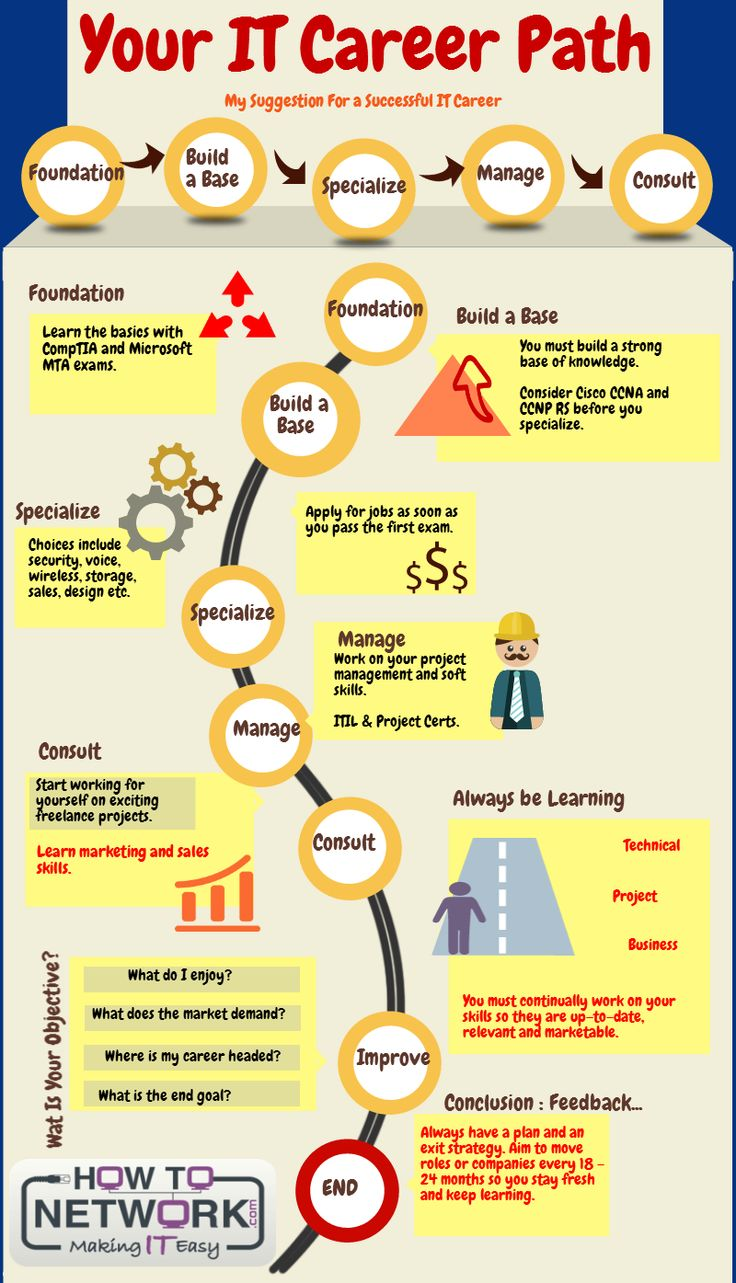 Your IT Career Path
My Suggestion For a Successful IT Career
Foundation
Build
a Base
Specialize
Manage
Consult
Foundation
Learn the basics with
CompTIA and Microsoft
MTA exams.
Foundation
Build a Base
You must build a strong
base of knowledge.
Consider Cisco CCNA and
CCNP RS before you
specialize.
Build a
Base
Specialize
Choices include
security, voice,
wireless, storage,
sales, design etc.
Apply for jobs as soon as
you pass the first exam.
$$$
Specialize
Manage
Work on your project
management and soft
skills.
ITIL & Project Certs.
Manage
Consult
Start working for
yourself on exciting
freelance projects.
Learn marketing and sales
skills.
Consult
Always be Learning
Technical
Project
Business
You must continually work on your
skills so they are up-to-date,
relevant and marketable.
Wat Is Your Objective?
What do I enjoy?
What does the market demand?
Where is my career headed?
What is the end goal?
Improve
Conclusion : Feedback...
Always have a plan and an
exit strategy. Aim to move
roles or companies every 18 -
24 months so you stay fresh
and keep learning.
END
HOW TO
NETWORK.com
Making IT Easy